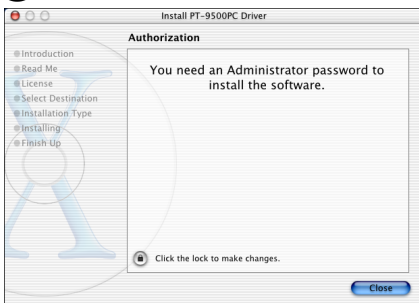 Install PT-9500PC Driver
Authorization
Introduction
Read Me
License
Select Destination
Installation Type
Installing
Finish Up
You need an Administrator password to
install the software.
Click the lock to make changes.
Close